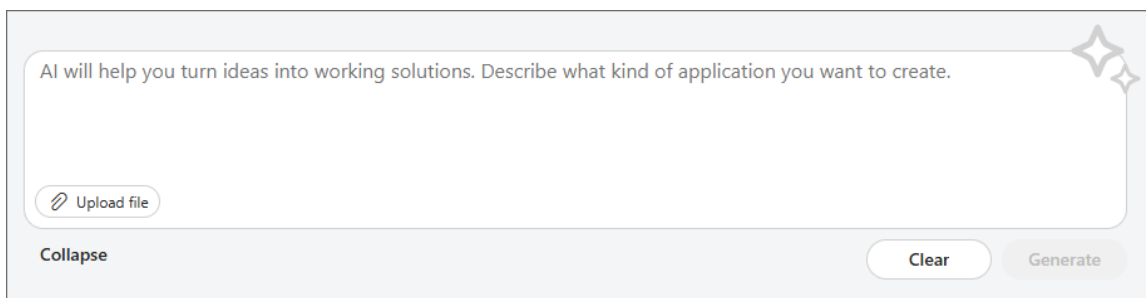 AI will help you turn ideas into working solutions. Describe what kind of application you want to create.
Upload file
Collapse
Clear
Generate